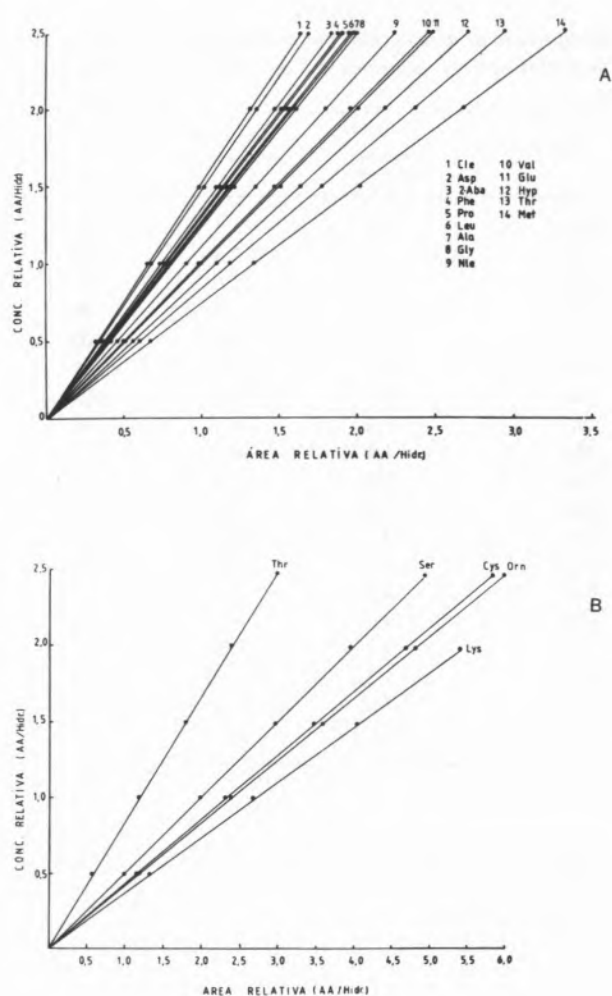 1 2 3 4 5 6 7 8 9 10 11 12 13 14
A
2,5
2,0
1,5
1,0
0,5
0
CONC RELATIVA (AA/Hidc)
1 Cle 10 Val
2 Asp 11 Glu
3 2-Aba 12 Hyp
4 Phe 13 Thr
5 Pro 14 Met
6 Leu
7 Ala
8 Gly
9 Nle
0,5 1,0 1,5 2,0 2,5 3,0 3,5
ÁREA RELATIVA (AA/Hidc)
Thr Ser Cys Orn
B
Lys
2,5
2,0
1,5
1,0
0,5
CONC RELATIVA (AA/Hidc)
0,5 1,0 1,5 2,0 2,5 3,0 3,5 4,0 4,5 5,0 5,5 6,0
AREA RELATIVA (AA/Hidc)